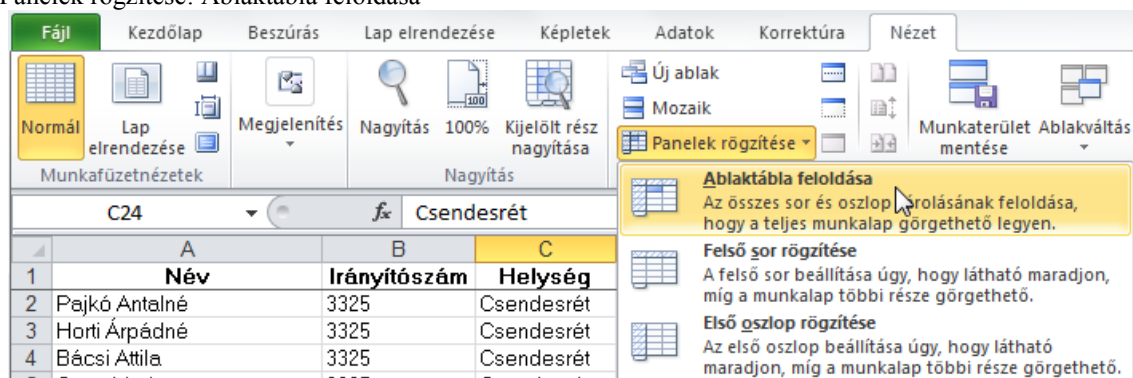 Panelek rögzítése: Ablaktábla feloldása
Fájl Kezdőlap Beszúrás Lap elrendezése Képletek Adatok Korrektúra Nézet
Normál
Lap
elrendezése
Munkafüzetnézetek
Megjelenítés
Nagyítás
100
100%
Kijelölt rész
nagyítása
Nagyítás
Új ablak
Mozaik
Panelek rögzítése
Munkaterület
mentése
Ablakváltás
Ablaktábla feloldása
Az összes sor és oszlop zárolásának feloldása,
hogy a teljes munkalap görgethető legyen.
Felső sor rögzítése
A felső sor beállítása úgy, hogy látható maradjon,
míg a munkalap többi része görgethető.
Első oszlop rögzítése
Az első oszlop beállítása úgy, hogy látható
maradjon, míg a munkalap többi része görgethető.
C24 fx Csendesrét
A B C
1 Név Irányítószám Helység
2 Pajkó Antalné 3325 Csendesrét
3 Horti Árpádné 3325 Csendesrét
4 Bácsi Attila 3325 Csendesrét